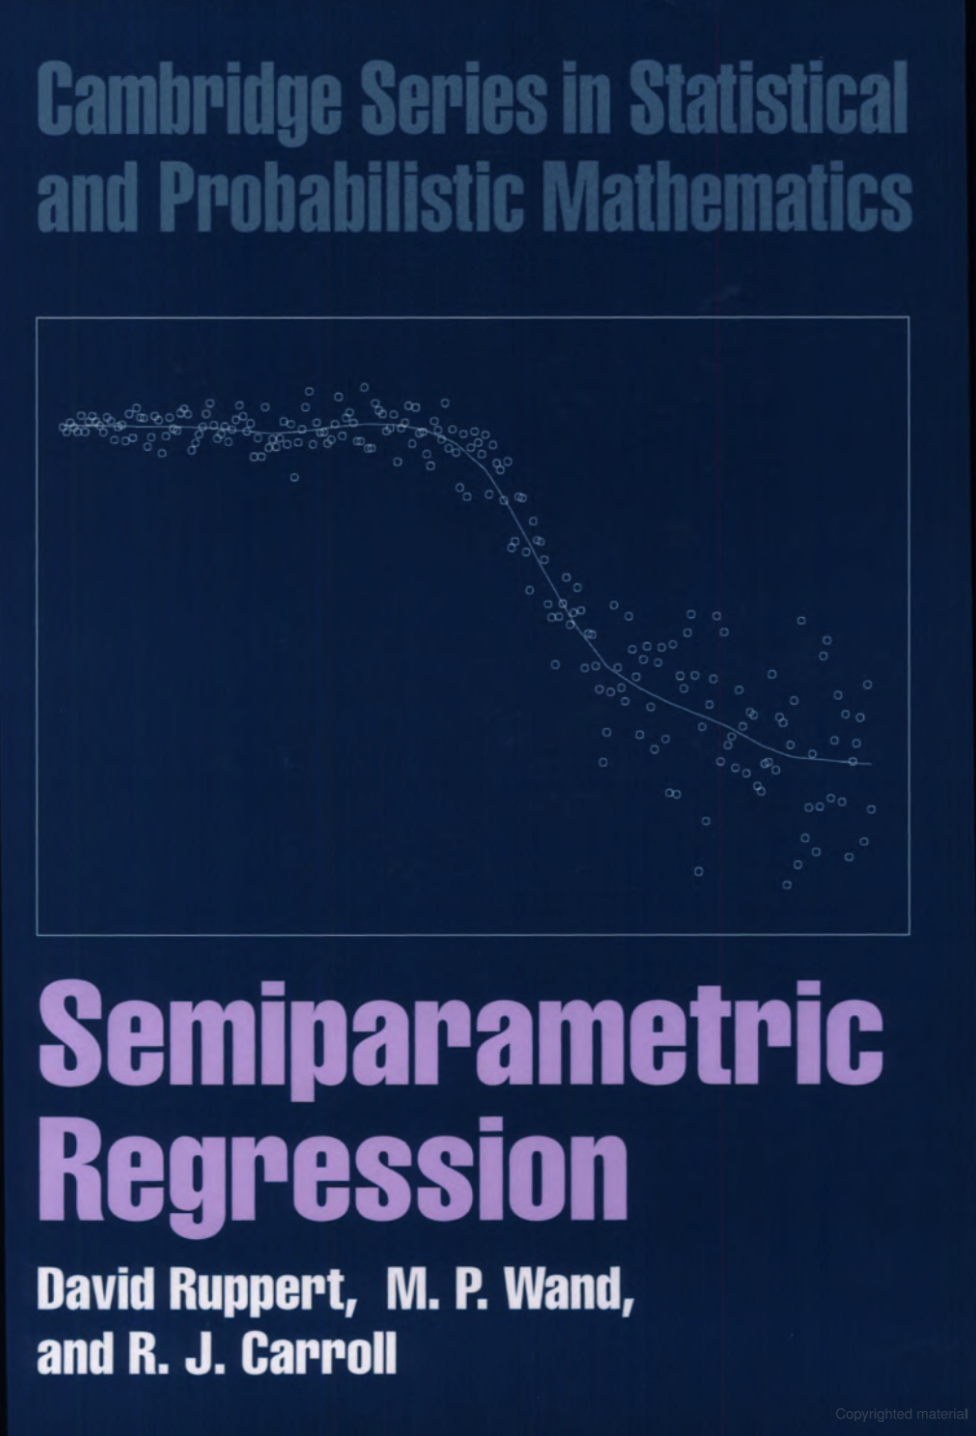 Cambridge Series in Statistical
and Probabilistic Mathematics
Semiparametric
Regression
David Ruppert, M. P. Wand,
and R. J. Carroll
Copyrighted material